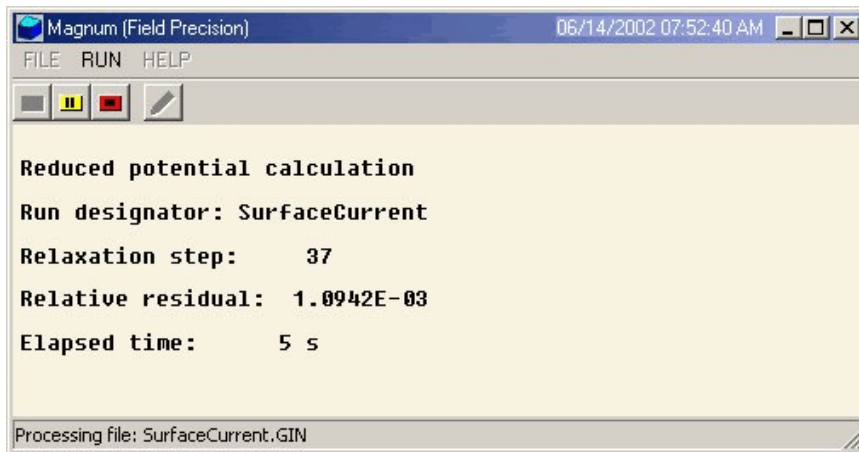 Magnum (Field Precision) 06/14/2002 07:52:40 AM
FILE RUN HELP
Reduced potential calculation
Run designator: SurfaceCurrent
Relaxation step: 37
Relative residual: 1.0942E-03
Elapsed time: 5 s
Processing file: SurfaceCurrent.GIN